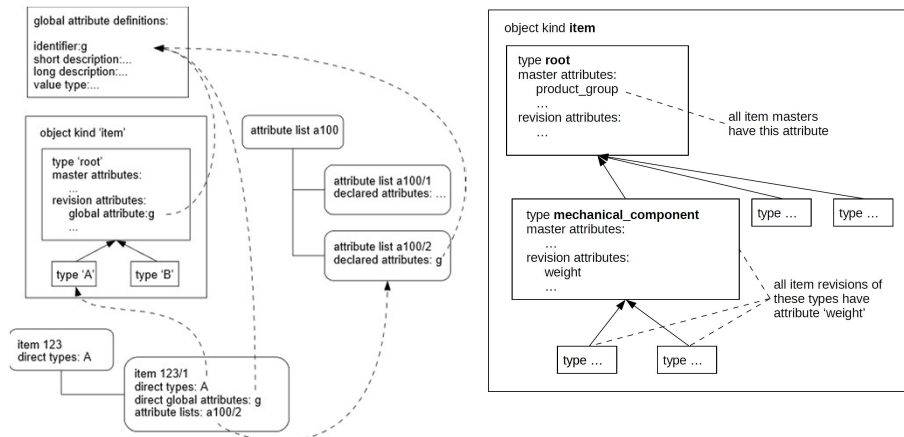 global attribute definitions:
identifier:g
short description:...
long description:...
value type:...
object kind 'item'
type 'root'
master attributes:
...
revision attributes:
global attribute:g
...
type 'A'
type 'B'
attribute list a100
attribute list a100/1
declared attributes: ...
attribute list a100/2
declared attributes: g
item 123
direct types: A
item 123/1
direct types: A
direct global attributes: g
attribute lists: a100/2
object kind item
type root
master attributes:
product_group
…
revision attributes:
…
all item masters
have this attribute
type mechanical_component
master attributes:
…
revision attributes:
weight
…
type …
type …
all item revisions of
these types have
attribute ‘weight’
type …
type …